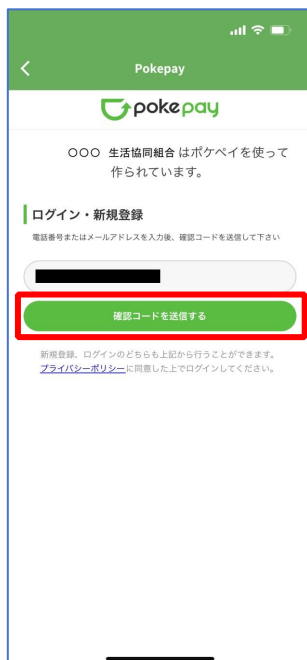 Pokepay
pokepay
○○○ 生活協同組合 はポケペイを使って
作られています。
ログイン・新規登録
電話番号またはメールアドレスを入力後、確認コードを送信して下さい
確認コードを送信する
新規登録、ログインのどちらも上記から行うことができます。
プライバシーポリシーに同意した上でログインしてください。